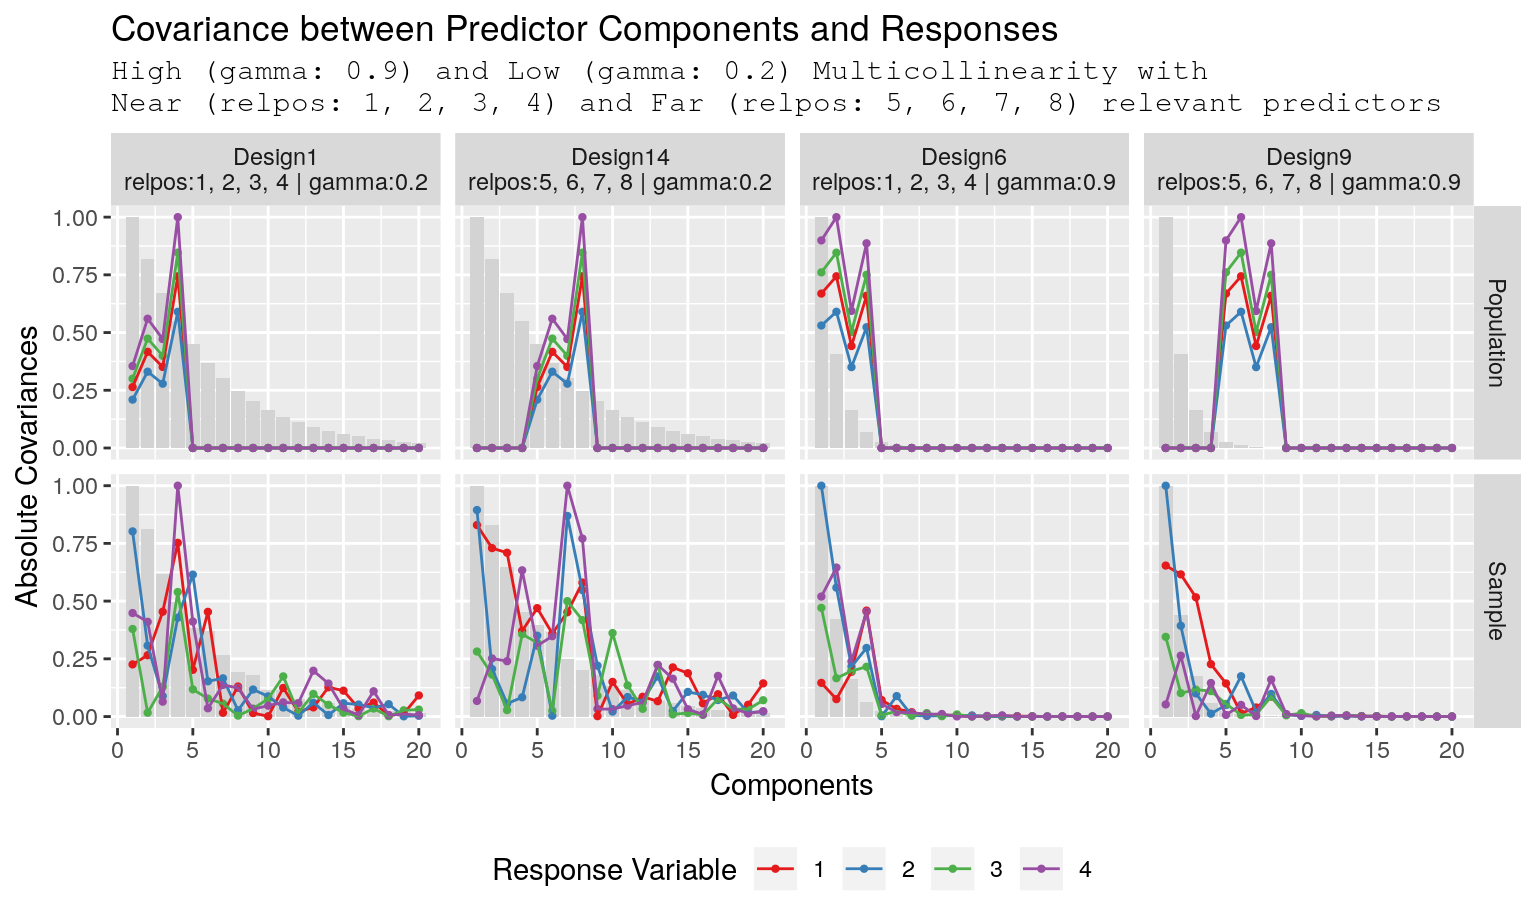 Covariance between Predictor Components and Responses
High (gamma: 0.9) and Low (gamma: 0.2) Multicollinearity with
Near (relpos: 1, 2, 3, 4) and Far (relpos: 5, 6, 7, 8) relevant predictors
Design1
relpos:1, 2, 3, 4 | gamma:0.2
Design14
relpos:5, 6, 7, 8 | gamma:0.2
Design6
relpos:1, 2, 3, 4 | gamma:0.9
Design9
relpos:5, 6, 7, 8 | gamma:0.9
Absolute Covariances
1.00
0.75
0.50
0.25
0.00
Population
1.00
0.75
0.50
0.25
0.00
Sample
0 5 10 15 20
0 5 10 15 20
0 5 10 15 20
0 5 10 15 20
Components
Response Variable 1 2 3 4